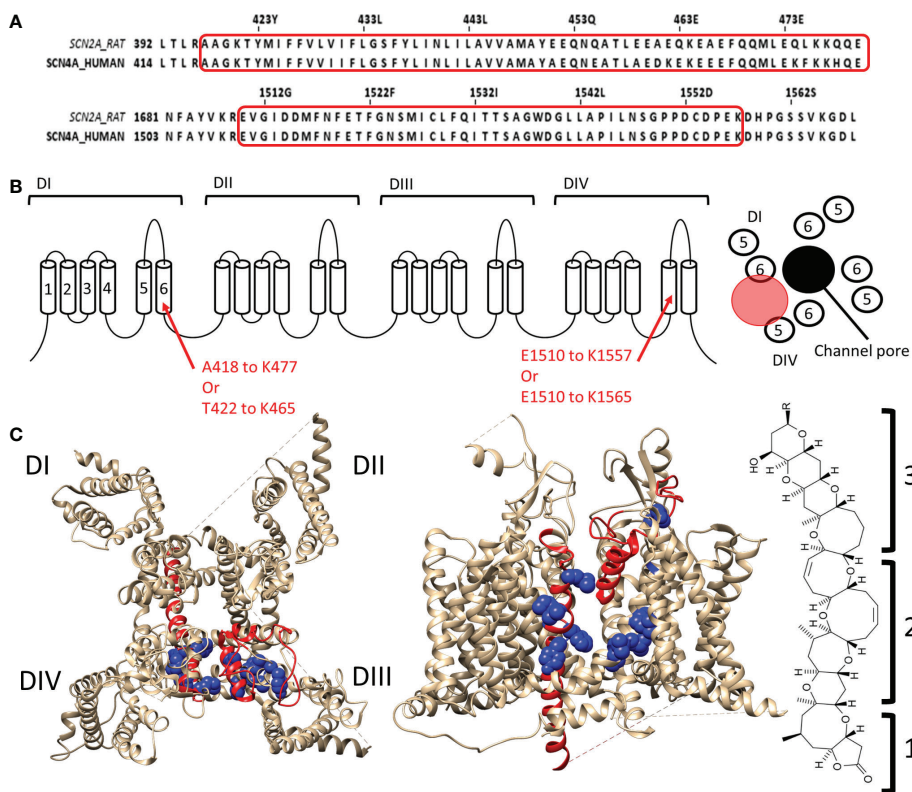 A
423Y 433L 443L 453Q 463E 473E
SCN2A_RAT 392 L T L R A A G K T Y M I F F V L V I F L G S F Y L I N L I L A V V A M A Y E E Q N Q A T L E E A E Q K E A E F Q Q M L E Q L K K Q Q E
SCN4A_HUMAN 414 L T L R A A G K T Y M I F F V V I I F L G S F Y L I N L I L A V V A M A Y A E Q N E A T L A E D K E K E E E F Q Q M L E K F K K H Q E
1512G 1522F 1532I 1542L 1552D 1562S
SCN2A_RAT 1681 N F A Y V K R E V G I D D M F N F E T F G N S M I C L F Q I T T S A G W D G L L A P I L N S G P P D C D P E K D H P G S S V K G D L
SCN4A_HUMAN 1503 N F A Y V K R E V G I D D M F N F E T F G N S M I C L F Q I T T S A G W D G L L A P I L N S G P P D C D P E K D H P G S S V K G D L
B
DI DII DIII DIV
1 2 3 4 5 6
A418 to K477
Or
T422 to K465
E1510 to K1557
Or
E1510 to K1565
DI
5
6
5
6
6
5
6
5
DIV
Channel pore
C
DI DII
DIV DIII
R
O
H
HO
H
O
O
H
H
O
O
H
H
O
H
O
H
O
H
O
H
H
O
H
O
H
O
H
O
H
O
O
3
2
1